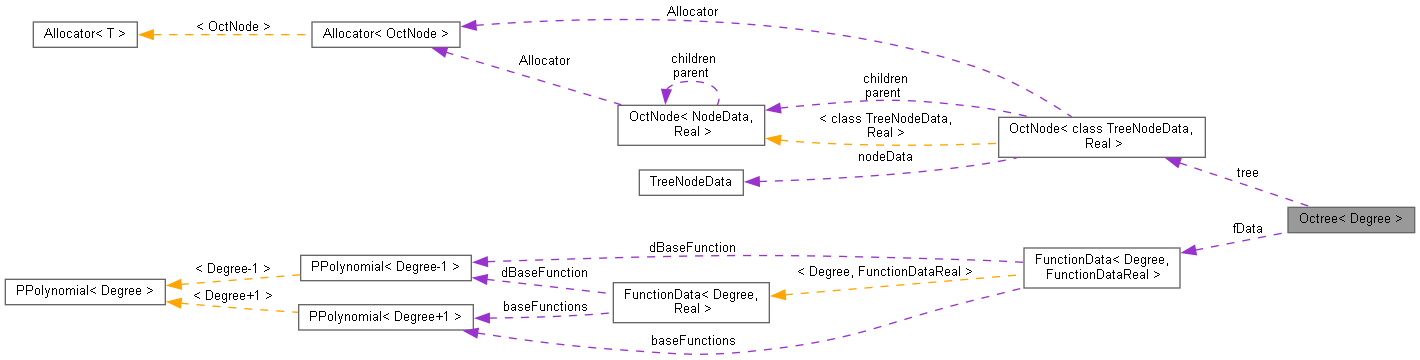 Allocator
< OctNode >
Allocator< T >
Allocator< OctNode >
Allocator
children
parent
children
parent
OctNode< NodeData,
Real >
< class TreeNodeData,
Real >
OctNode< class TreeNodeData,
Real >
nodeData
TreeNodeData
tree
Octree< Degree >
fData
dBaseFunction
FunctionData< Degree,
FunctionDataReal >
< Degree-1 >
PPolynomial< Degree-1 >
dBaseFunction
< Degree, FunctionDataReal >
PPolynomial< Degree >
< Degree+1 >
FunctionData< Degree,
Real >
baseFunctions
PPolynomial< Degree+1 >
baseFunctions